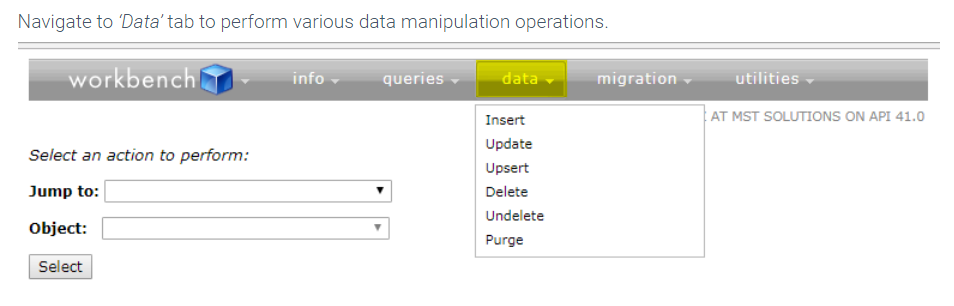 Navigate to ‘Data’ tab to perform various data manipulation operations.
workbench info queries data migration utilities
AT MST SOLUTIONS ON API 41.0
Insert
Update
Upsert
Delete
Undelete
Purge
Select an action to perform:
Jump to:
Object:
Select